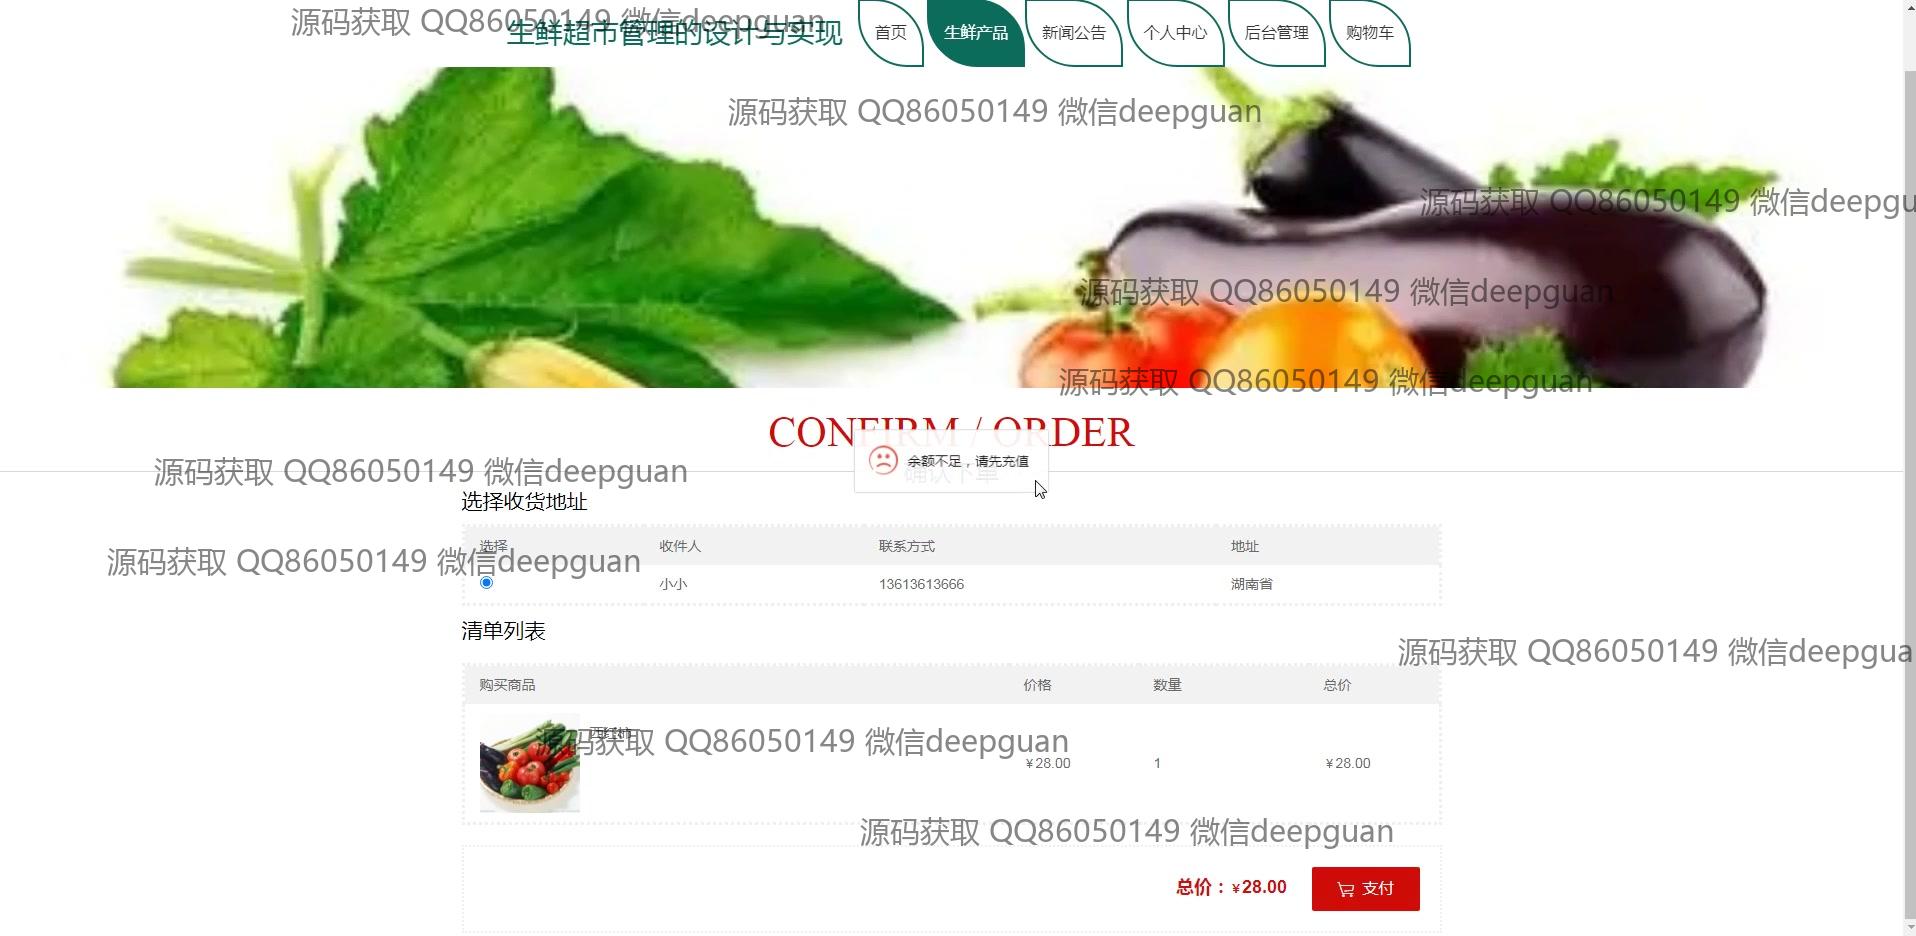 源码获取 QQ86050149 微信deepguan
生鲜超市管理的设计与实现
首页
生鲜产品
新闻公告
个人中心
后台管理
购物车
源码获取 QQ86050149 微信deepguan
源码获取 QQ86050149 微信deepgu
源码获取 QQ86050149 微信deepguan
源码获取 QQ86050149 微信deepguan
CONFIRM / ORDER
余额不足，请先充值
确认下单
源码获取 QQ86050149 微信deepguan
选择收货地址
选择 收件人 联系方式 地址
源码获取 QQ86050149 微信deepguan
小小 13613613666 湖南省
清单列表
源码获取 QQ86050149 微信deepgua
购买商品 价格 数量 总价
西红柿
源码获取 QQ86050149 微信deepguan
¥28.00 1 ¥28.00
源码获取 QQ86050149 微信deepguan
总价：¥28.00 支付